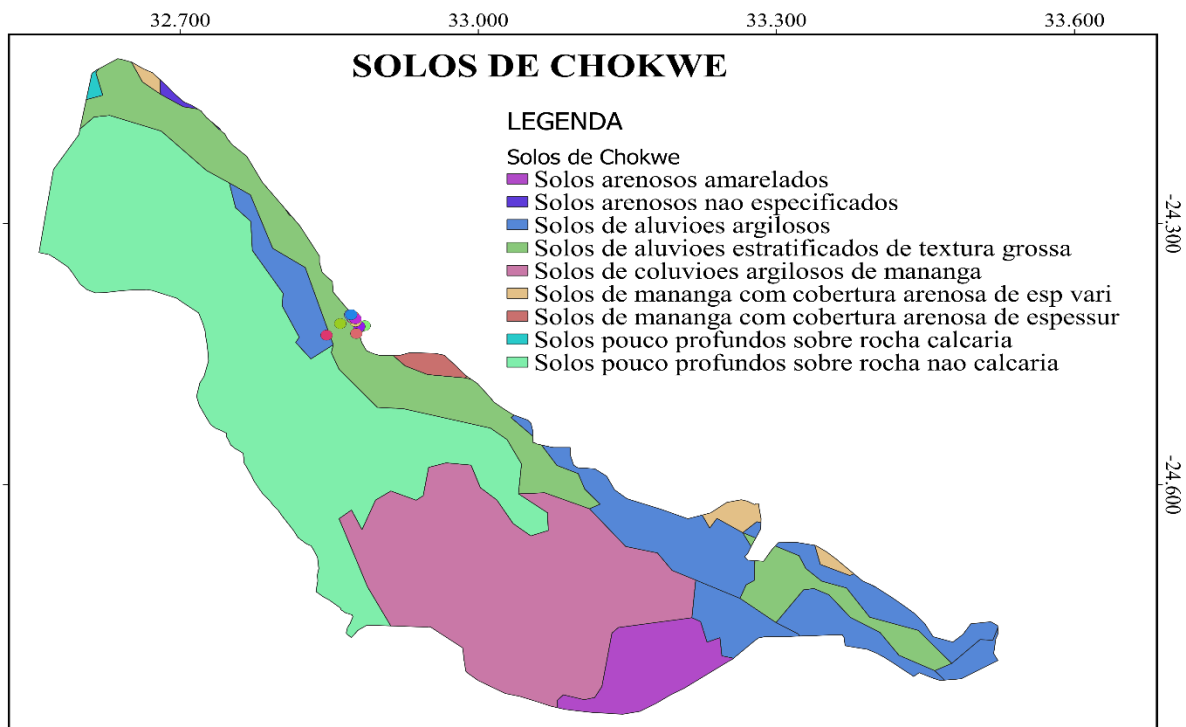 32.700 33.000 33.300 33.600
SOLOS DE CHOKWE
LEGENDA
Solos de Chokwe
Solos arenosos amarelados
Solos arenosos nao especificados
Solos de aluvioes argilosos
Solos de aluvioes estratificados de textura grossa
Solos de coluvioes argilosos de mananga
Solos de mananga com cobertura arenosa de esp vari
Solos de mananga com cobertura arenosa de espessur
Solos pouco profundos sobre rocha calcaria
Solos pouco profundos sobre rocha nao calcaria
-24.300
-24.600